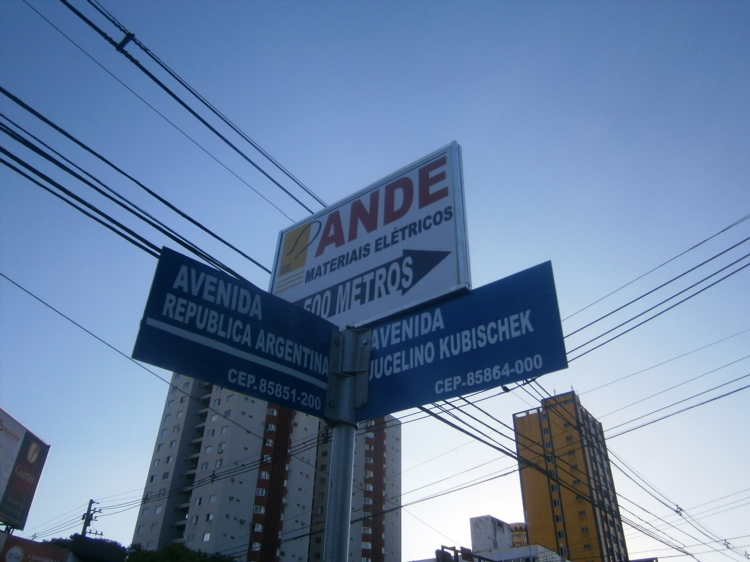 ANDE
MATERIAIS ELÉTRICOS
500 METROS
AVENIDA
REPUBLICA ARGENTINA
CEP-85851-200
AVENIDA
JUCELINO KUBISCHEK
CEP-85864-000